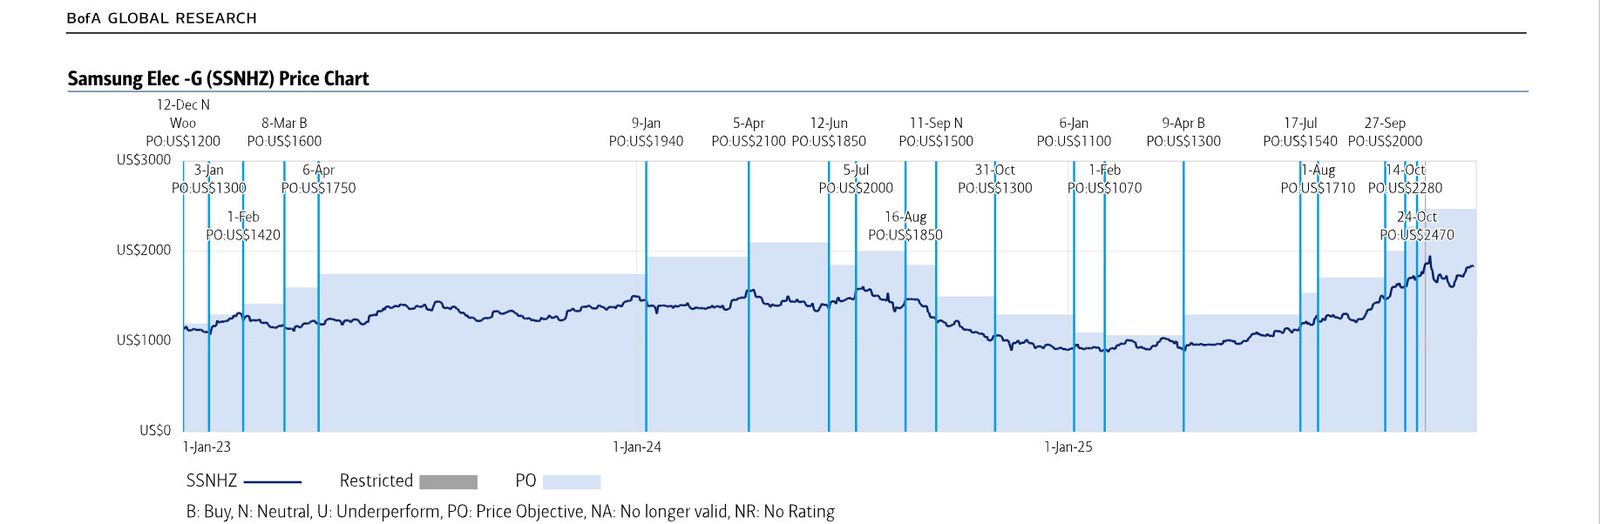 BofA GLOBAL RESEARCH
Samsung Elec -G (SSNHZ) Price Chart
12-Dec N
Woo 8-Mar B 9-Jan 5-Apr 12-Jun 11-Sep N 6-Jan 9-Apr B 17-Jul 27-Sep
PO:US$1200 PO:US$1600 PO:US$1940 PO:US$2100 PO:US$1850 PO:US$1500 PO:US$1100 PO:US$1300 PO:US$1540 PO:US$2000
US$3000
3-Jan 6-Apr 5-Jul 31-Oct 1-Feb 1-Aug 14-Oct
PO:US$1300 PO:US$1750 PO:US$2000 PO:US$1300 PO:US$1070 PO:US$1710 PO:US$2280
1-Feb 16-Aug 24-Oct
PO:US$1420 PO:US$1850 PO:US$2470
US$2000
US$1000
US$0
1-Jan-23 1-Jan-24 1-Jan-25
SSNHZ Restricted PO
B: Buy, N: Neutral, U: Underperform, PO: Price Objective, NA: No longer valid, NR: No Rating